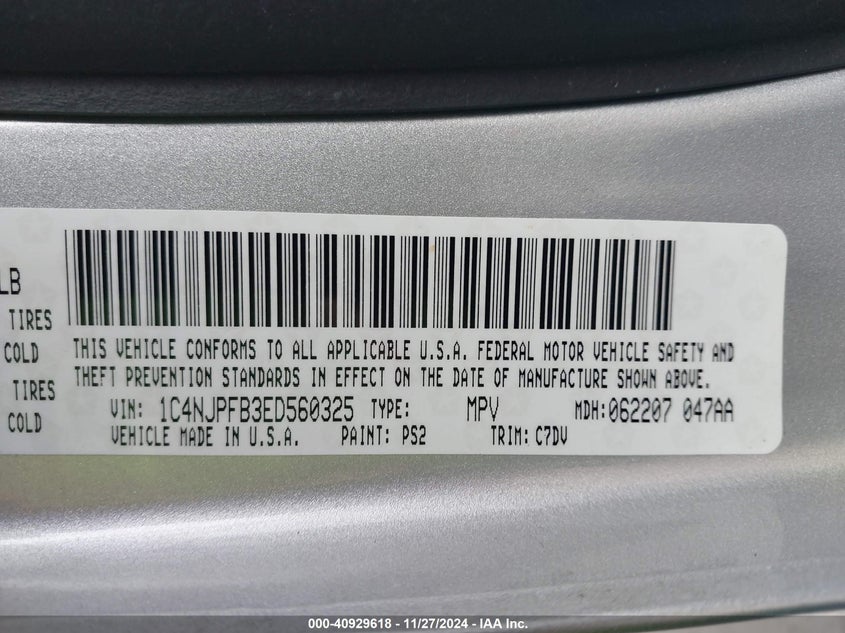 LB
TIRES
COLD
TIRES
COLD
THIS VEHICLE CONFORMS TO ALL APPLICABLE U.S.A. FEDERAL MOTOR VEHICLE SAFETY AND
THEFT PREVENTION STANDARDS IN EFFECT ON THE DATE OF MANUFACTURE SHOWN ABOVE.
VIN: 1C4NJPFB3ED560325 TYPE: MPV MDH:062207 047AA
VEHICLE MADE IN U.S.A. PAINT: PS2 TRIM: C7DV
000-40929618 - 11/27/2024 - IAA Inc.